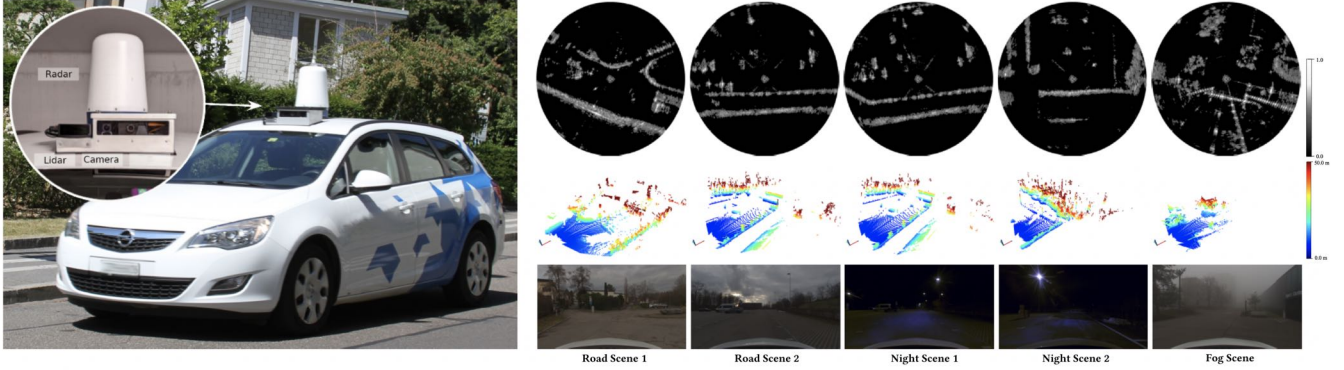 Radar
Lidar Camera
1.0
0.0
50.0 m
0.0 m
Road Scene 1 Road Scene 2 Night Scene 1 Night Scene 2 Fog Scene